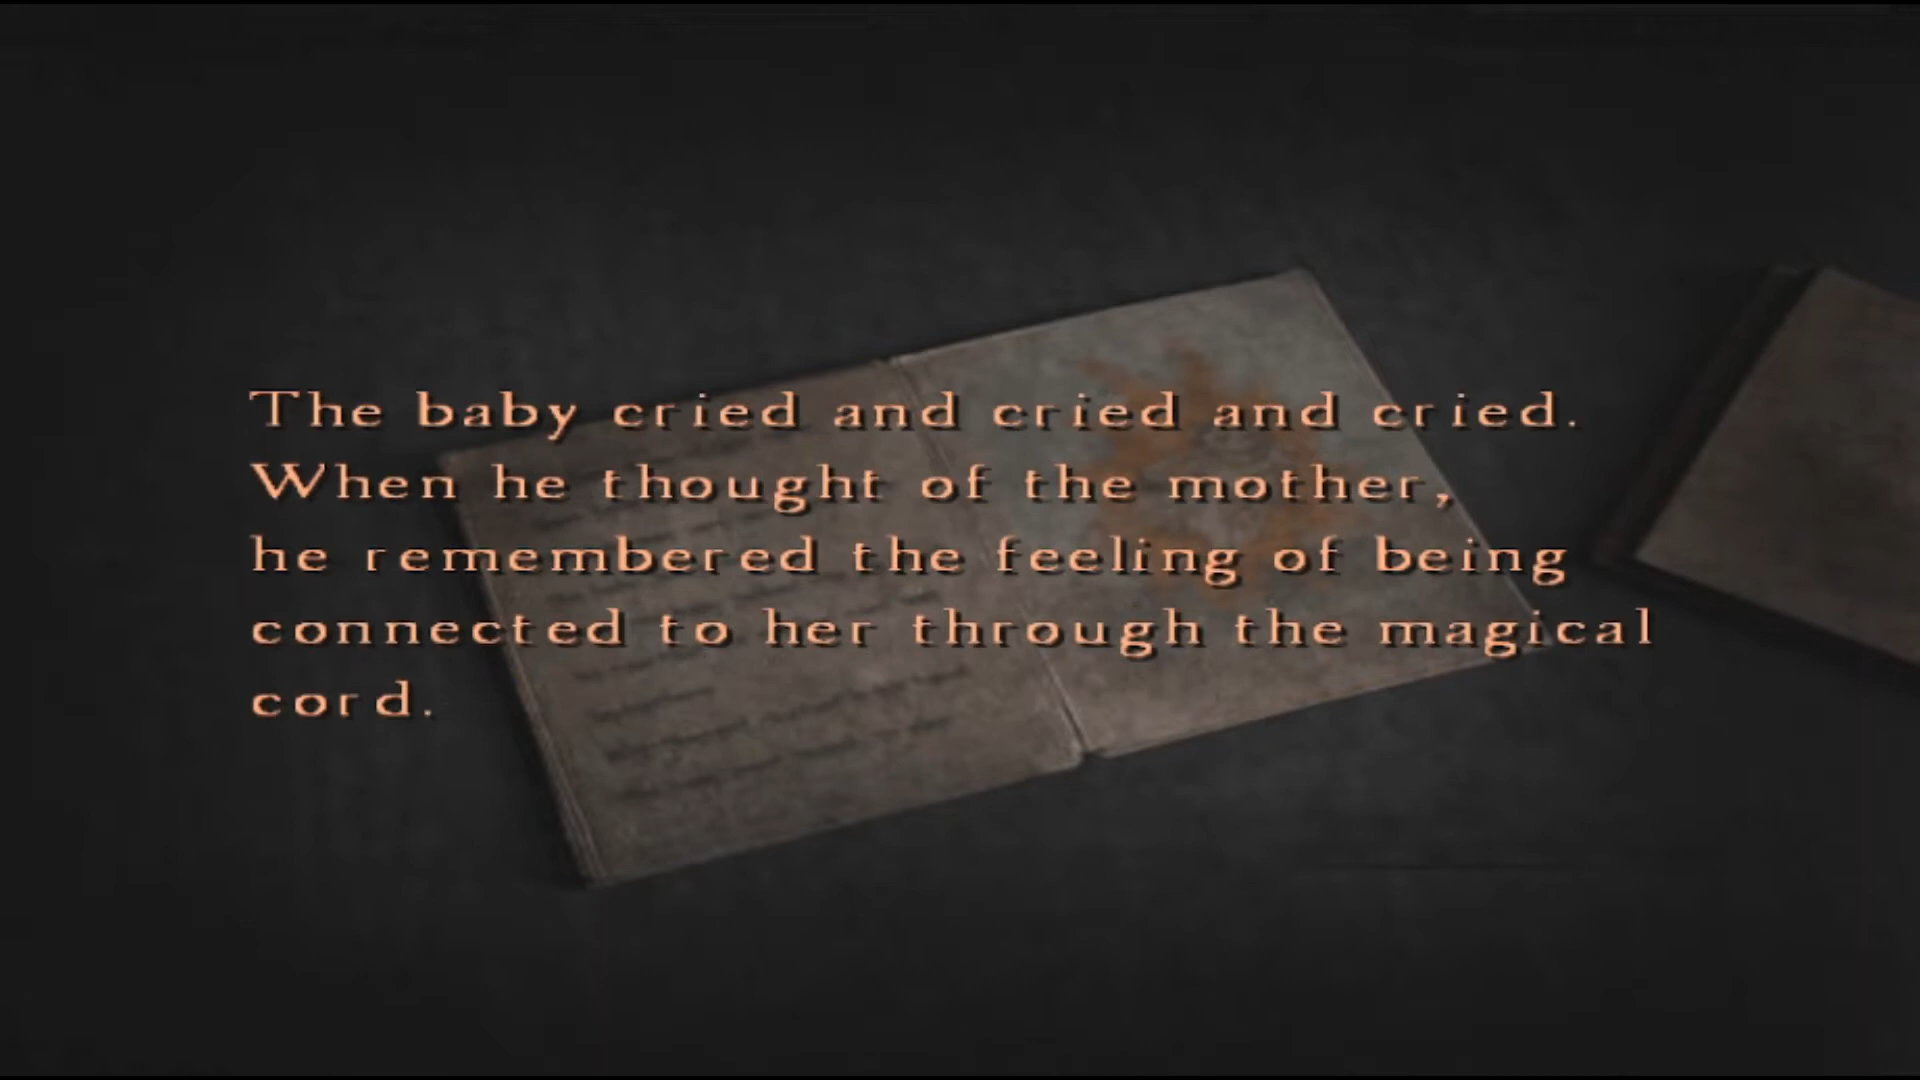 The baby cried and cried and cried.
When he thought of the mother,
he remembered the feeling of being
connected to her through the magical
cord.